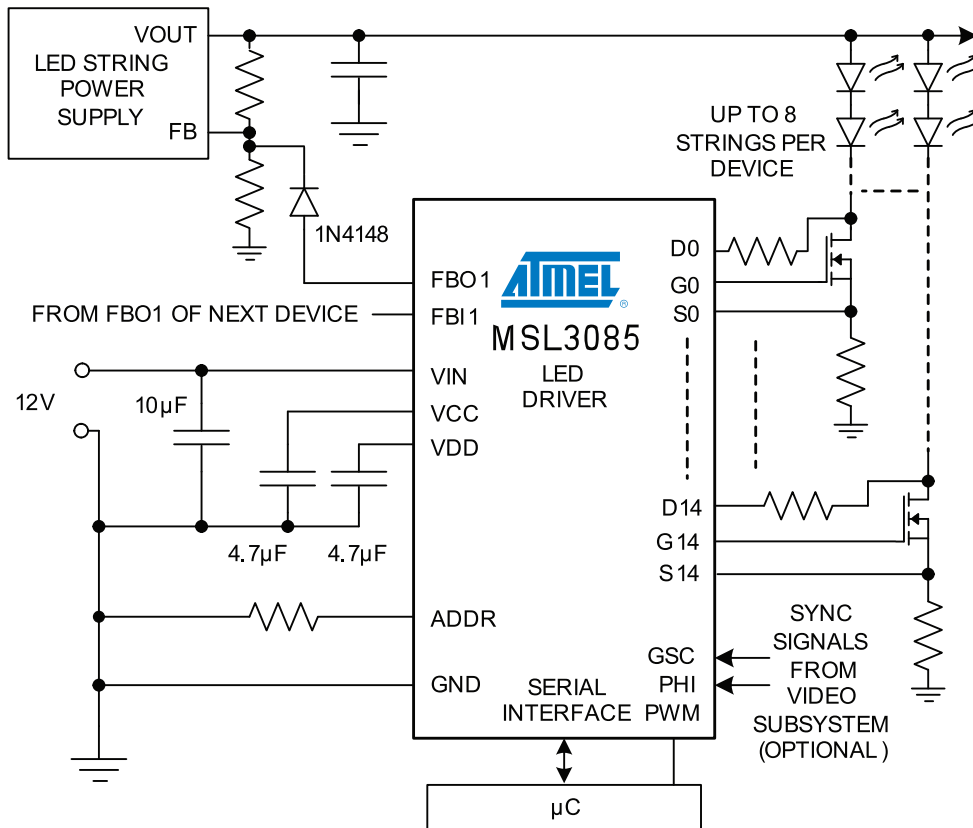 VOUT
LED STRING
POWER
SUPPLY
FB
UP TO 8
STRINGS PER
DEVICE
1N4148
ATMEL
®
MSL3085
LED
DRIVER
FBO1
FBI1
FROM FBO1 OF NEXT DEVICE
VIN
VCC
VDD
12V
10µF
4.7µF
4.7µF
ADDR
GND
D0
G0
S0
D14
G14
S14
GSC
PHI
PWM
SERIAL
INTERFACE
SYNC
SIGNALS
FROM
VIDEO
SUBSYSTEM
(OPTIONAL )
µC